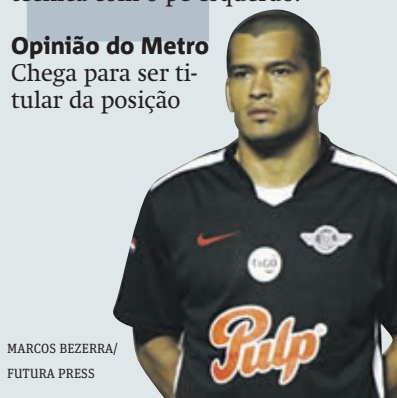 técnica com o pé esquerdo.
Opinião do Metro
Chega para ser ti-
tular da posição
TIGO
Pulp
MARCOS BEZERRA/
FUTURA PRESS